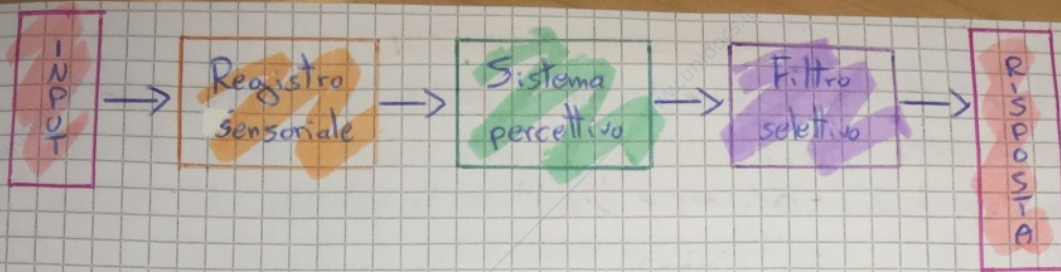 INPUT
Registro
sensoriale
Sistema
percettivo
Filtro
selettivo
RISPOSTA